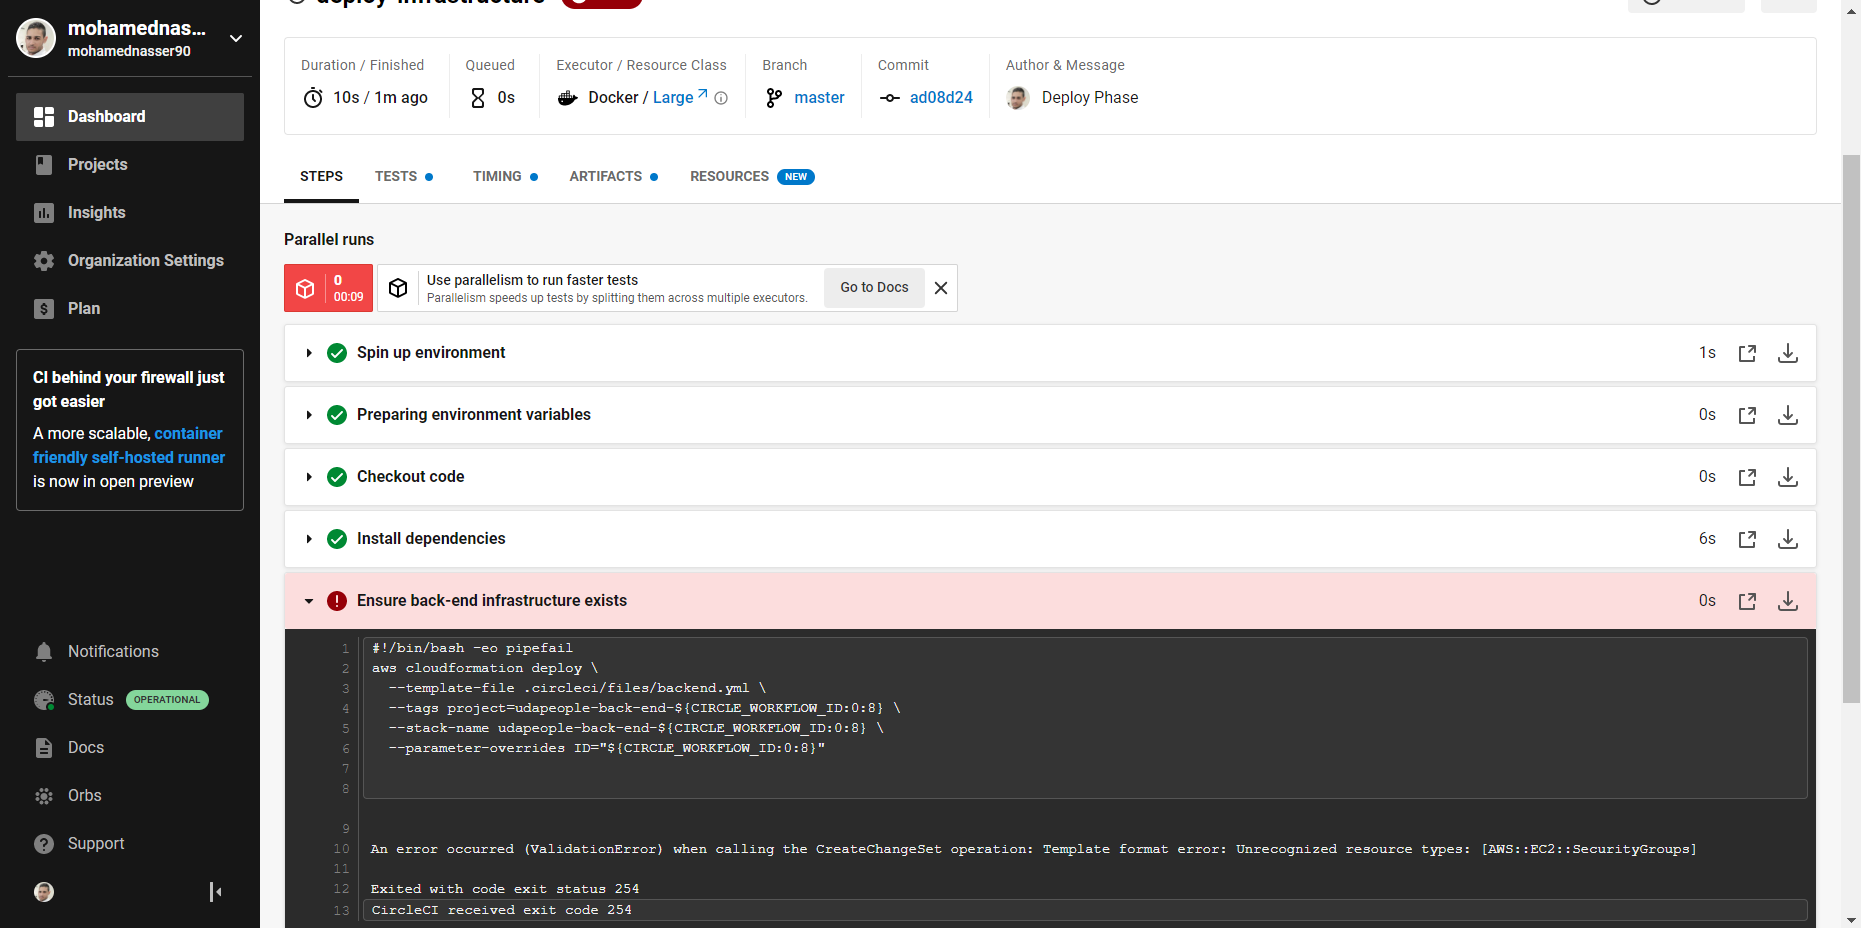 mohamednas...
mohamednasser90
Dashboard
Projects
Insights
Organization Settings
Plan
CI behind your firewall just
got easier
A more scalable, container
friendly self-hosted runner
is now in open preview
Notifications
Status OPERATIONAL
Docs
Orbs
Support
deploy-infrastructure
Duration / Finished
10s / 1m ago
Queued
0s
Executor / Resource Class
Docker / Large
Branch
master
Commit
ad08d24
Author & Message
Deploy Phase
STEPS TESTS TIMING ARTIFACTS RESOURCES NEW
Parallel runs
0
00:09
Use parallelism to run faster tests
Parallelism speeds up tests by splitting them across multiple executors.
Go to Docs
Spin up environment 1s
Preparing environment variables 0s
Checkout code 0s
Install dependencies 6s
Ensure back-end infrastructure exists 0s
1 #!/bin/bash -eo pipefail
2 aws cloudformation deploy \
3 --template-file .circleci/files/backend.yml \
4 --tags project=udapeople-back-end-${CIRCLE_WORKFLOW_ID:0:8} \
5 --stack-name udapeople-back-end-${CIRCLE_WORKFLOW_ID:0:8} \
6 --parameter-overrides ID="${CIRCLE_WORKFLOW_ID:0:8}"
7
8
9
10 An error occurred (ValidationError) when calling the CreateChangeSet operation: Template format error: Unrecognized resource types: [AWS::EC2::SecurityGroups]
11
12 Exited with code exit status 254
13 CircleCI received exit code 254